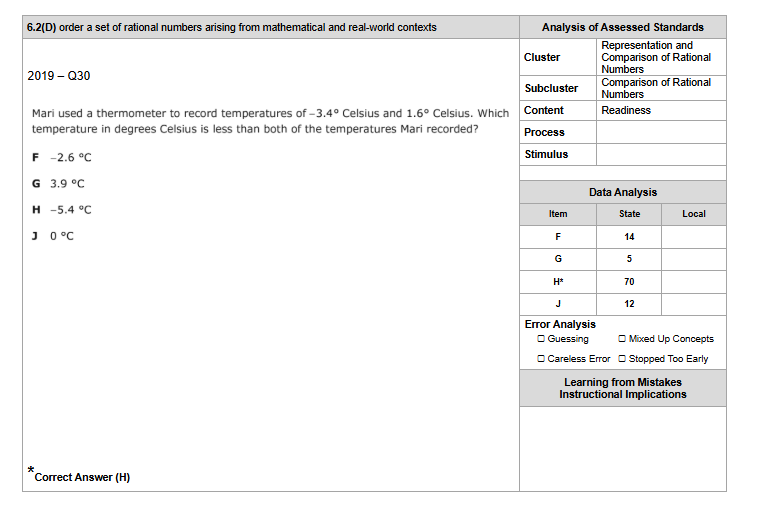 6.2(D) order a set of rational numbers arising from mathematical and real-world contexts
2019 – Q30
Mari used a thermometer to record temperatures of −3.4° Celsius and 1.6° Celsius. Which
temperature in degrees Celsius is less than both of the temperatures Mari recorded?
F −2.6 °C
G 3.9 °C
H −5.4 °C
J 0 °C
*Correct Answer (H)
Analysis of Assessed Standards
Cluster
Representation and
Comparison of Rational
Numbers
Subcluster
Comparison of Rational
Numbers
Content Readiness
Process
Stimulus
Data Analysis
Item State Local
F 14
G 5
H* 70
J 12
Error Analysis
☐ Guessing ☐ Mixed Up Concepts
☐ Careless Error ☐ Stopped Too Early
Learning from Mistakes
Instructional Implications